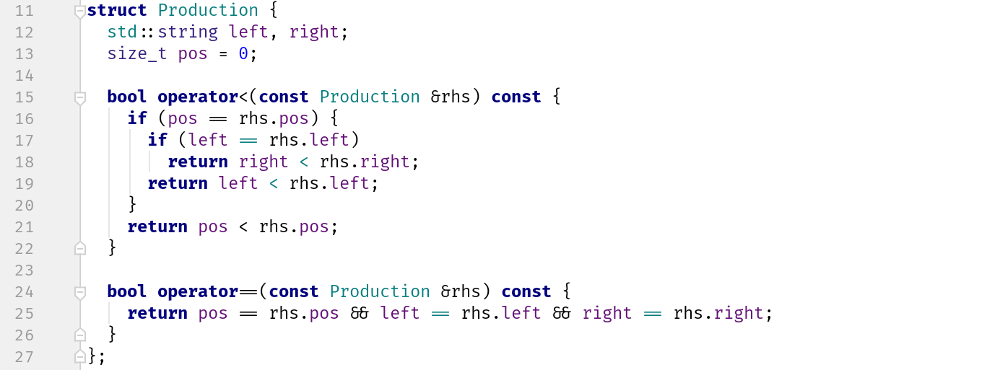 11 struct Production {
12   std::string left, right;
13   size_t pos = 0;
14
15   bool operator<(const Production &rhs) const {
16     if (pos == rhs.pos) {
17       if (left == rhs.left)
18         return right < rhs.right;
19       return left < rhs.left;
20     }
21     return pos < rhs.pos;
22   }
23
24   bool operator==(const Production &rhs) const {
25     return pos == rhs.pos && left == rhs.left && right == rhs.right;
26   }
27 };